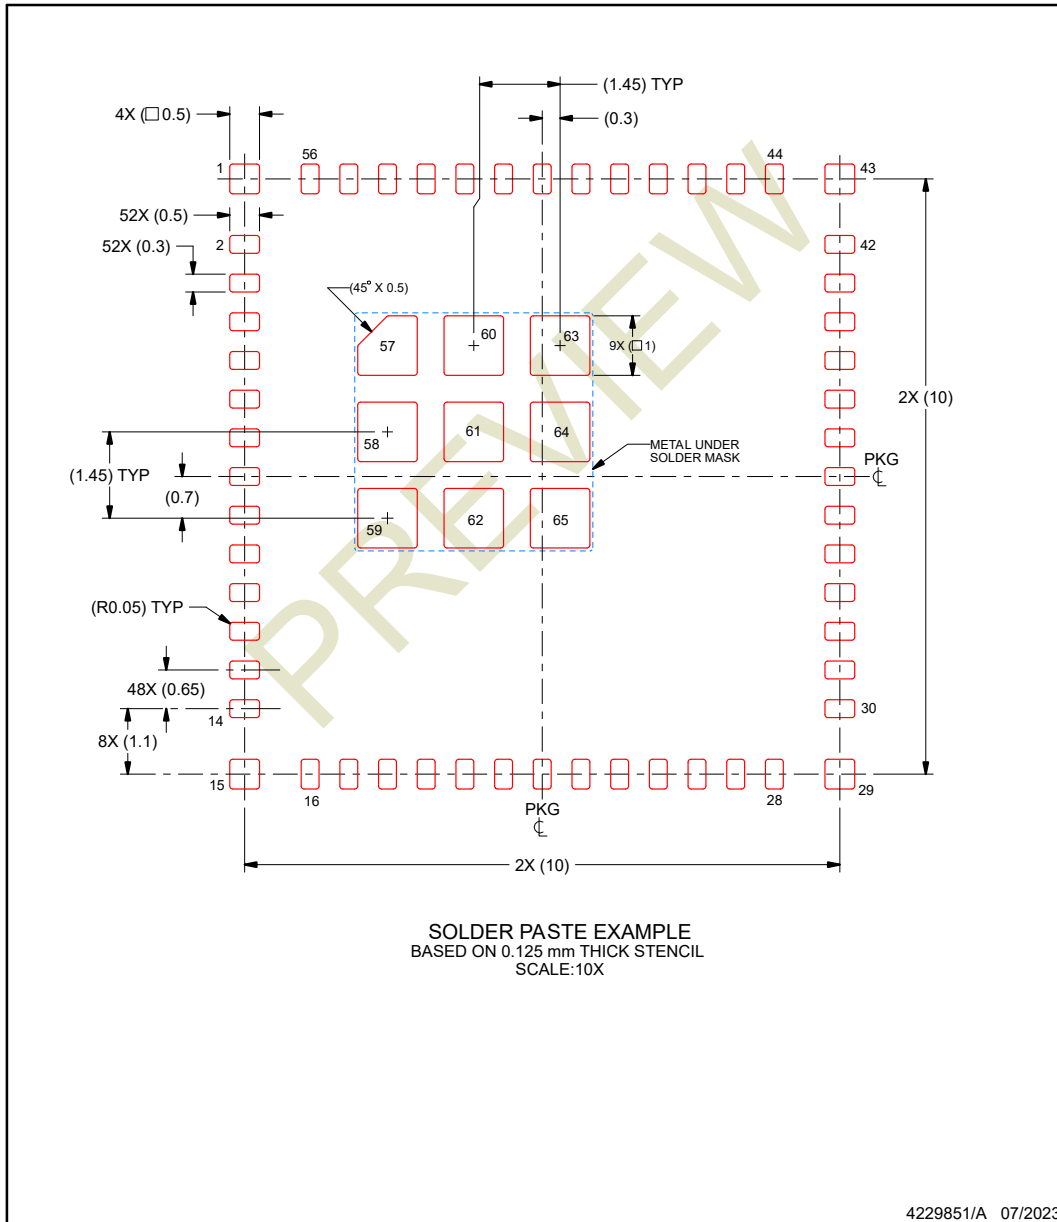 (1.45) TYP
4X (□ 0.5)
(0.3)
56
44
1
43
52X (0.5)
2
42
52X (0.3)
(45° X 0.5)
60
63
57
9X (□ 1)
PREVIEW
2X (10)
58
61
64
METAL UNDER
SOLDER MASK
(1.45) TYP
PKG
℄
(0.7)
59
62
65
(R0.05) TYP
48X (0.65)
14
30
8X (1.1)
15
16
28
29
PKG
℄
2X (10)
SOLDER PASTE EXAMPLE
BASED ON 0.125 mm THICK STENCIL
SCALE:10X
4229851/A 07/2023